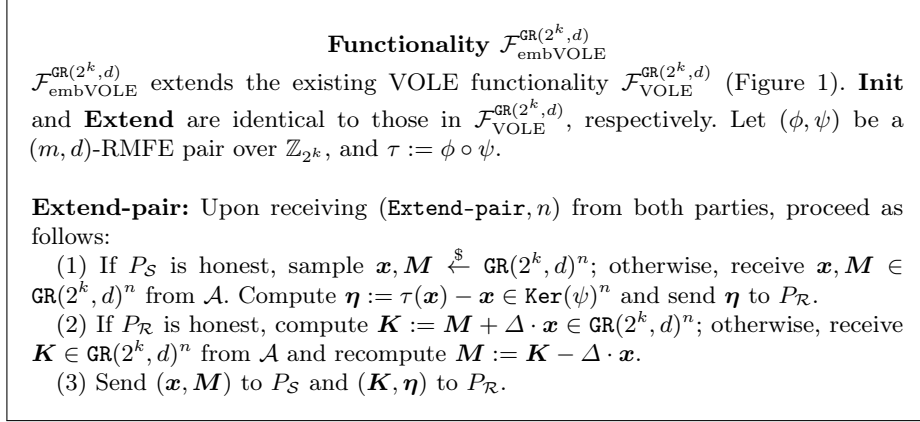 Functionality $\mathcal{F}_{\text{embVOLE}}^{\text{GR}(2^k,d)}$
$\mathcal{F}_{\text{embVOLE}}^{\text{GR}(2^k,d)}$ extends the existing VOLE functionality $\mathcal{F}_{\text{VOLE}}^{\text{GR}(2^k,d)}$ (Figure 1). Init
and Extend are identical to those in $\mathcal{F}_{\text{VOLE}}^{\text{GR}(2^k,d)}$, respectively. Let $(\phi, \psi)$ be a
$(m, d)$-RMFE pair over $\mathbb{Z}_{2^k}$, and $\tau := \phi \circ \psi$.
Extend-pair: Upon receiving (Extend-pair, $n$) from both parties, proceed as
follows:
(1) If $P_{\mathcal{S}}$ is honest, sample $\boldsymbol{x}, \boldsymbol{M} \xleftarrow{\$} \text{GR}(2^k, d)^n$; otherwise, receive $\boldsymbol{x}, \boldsymbol{M} \in$
$\text{GR}(2^k, d)^n$ from $\mathcal{A}$. Compute $\boldsymbol{\eta} := \tau(\boldsymbol{x}) - \boldsymbol{x} \in \text{Ker}(\psi)^n$ and send $\boldsymbol{\eta}$ to $P_{\mathcal{R}}$.
(2) If $P_{\mathcal{R}}$ is honest, compute $\boldsymbol{K} := \boldsymbol{M} + \Delta \cdot \boldsymbol{x} \in \text{GR}(2^k, d)^n$; otherwise, receive
$\boldsymbol{K} \in \text{GR}(2^k, d)^n$ from $\mathcal{A}$ and recompute $\boldsymbol{M} := \boldsymbol{K} - \Delta \cdot \boldsymbol{x}$.
(3) Send $(\boldsymbol{x}, \boldsymbol{M})$ to $P_{\mathcal{S}}$ and $(\boldsymbol{K}, \boldsymbol{\eta})$ to $P_{\mathcal{R}}$.